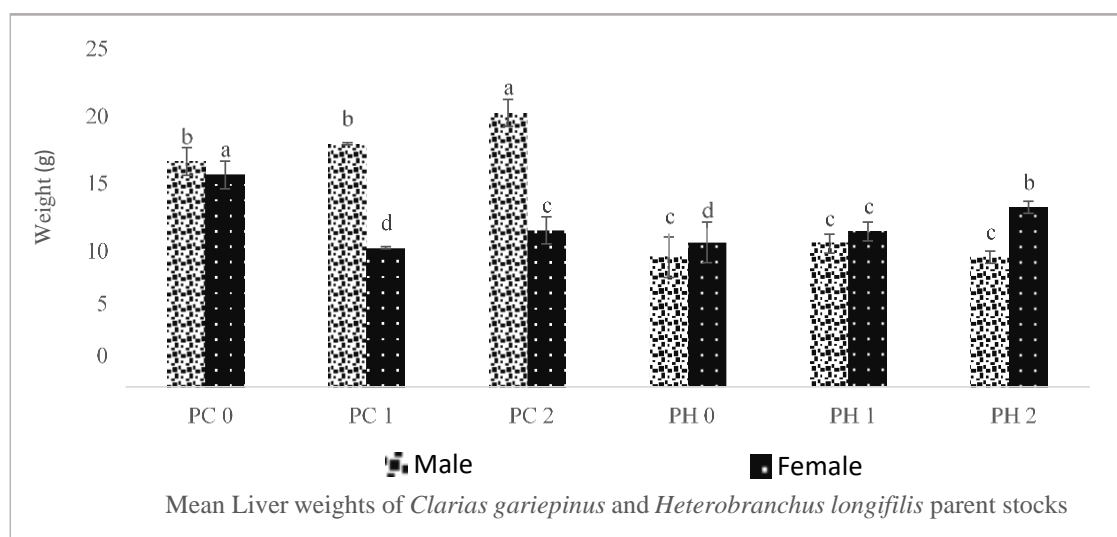 25
20
15
10
5
0
Weight (g)
b a b d a c c d c c c b
PC 0 PC 1 PC 2 PH 0 PH 1 PH 2
Male Female
Mean Liver weights of Clarias gariepinus and Heterobranchus longifilis parent stocks